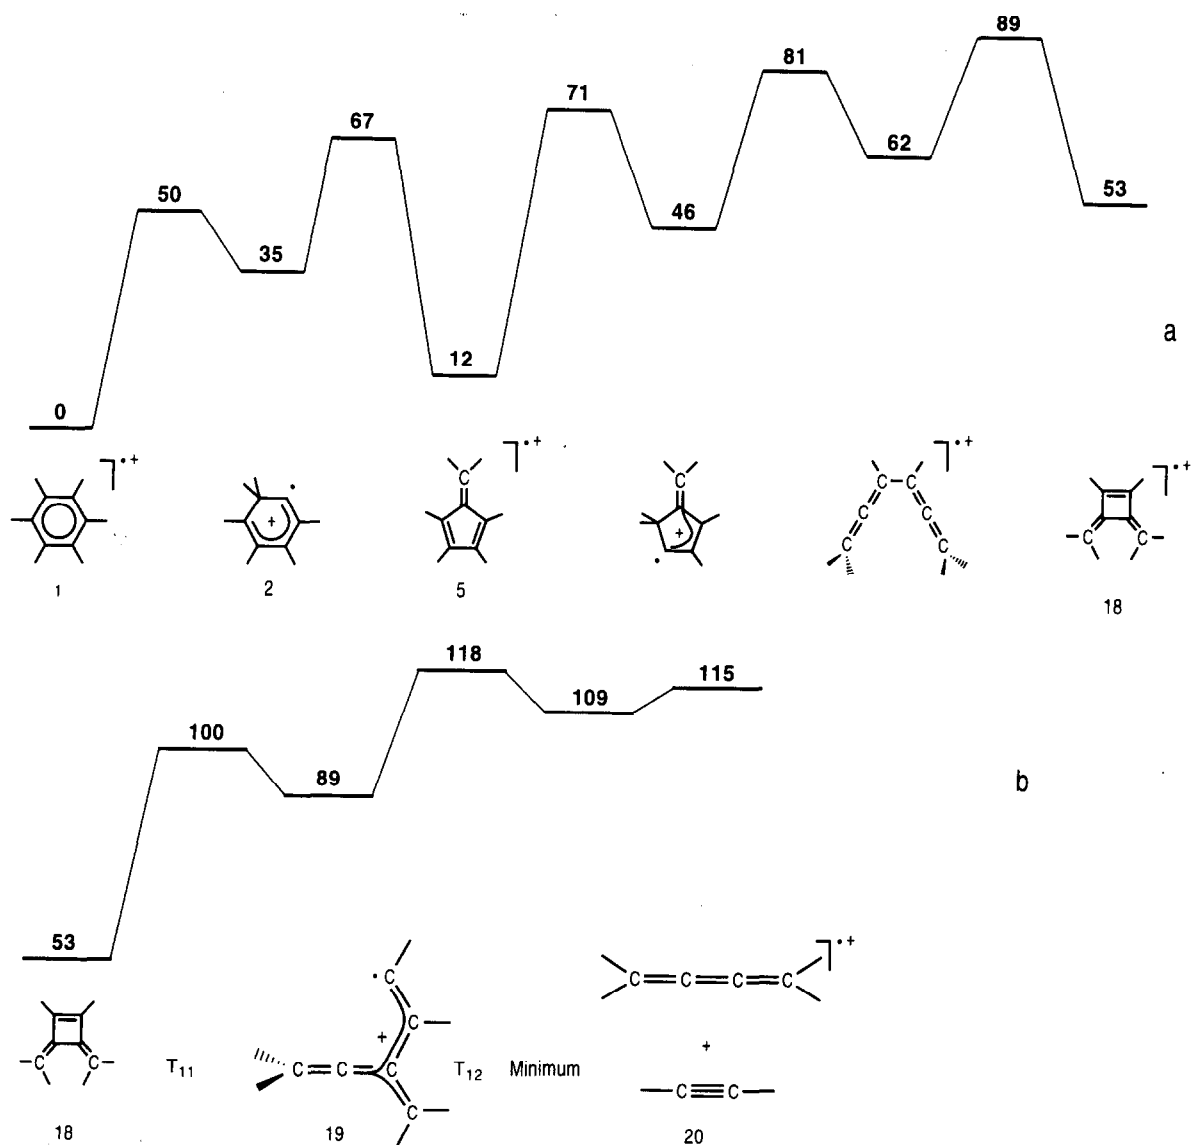 89
81
71
67
62
50
53
46
35
12
a
0
• +
• +
• +
• +
C
C
C C
+
+
C C
C C
•
•
C C
1
2
5
18
118
115
109
100
89
b
53
• C
• +
C = C = C = C
C
+
+
C C
T11
C = C = C
T12
Minimum
C ≡ C
C
18
19
20